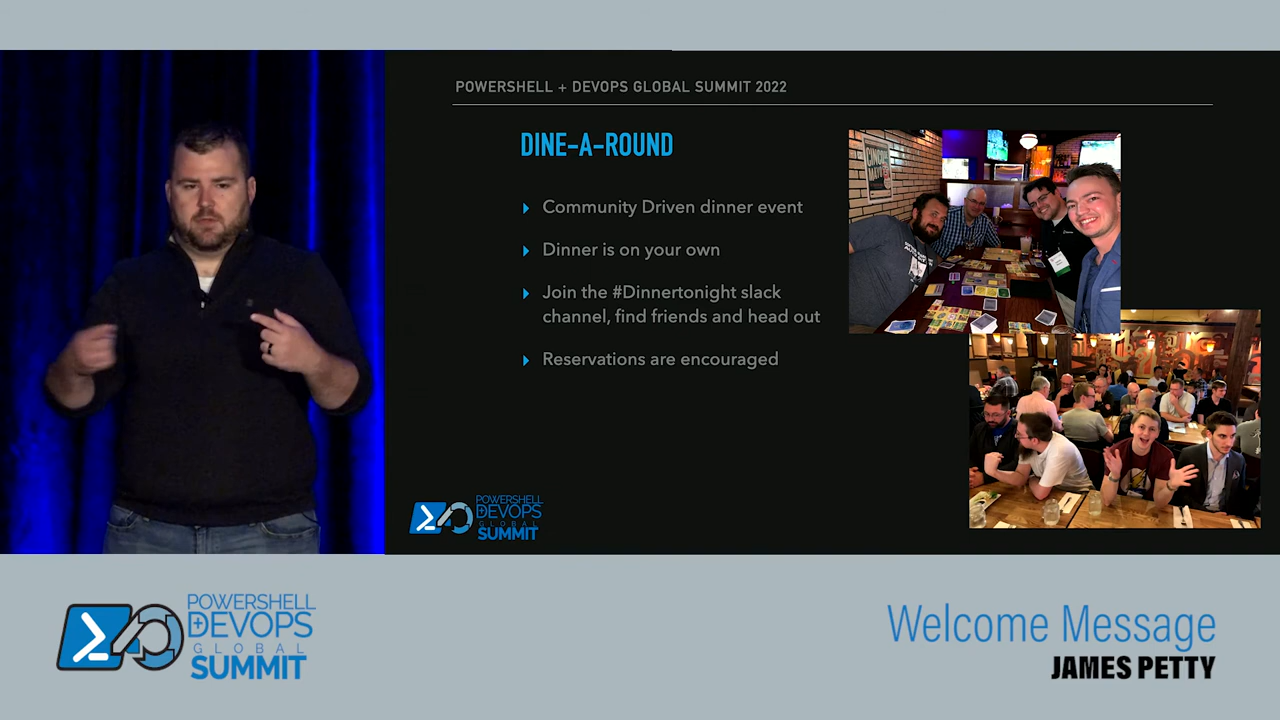 POWERSHELL + DEVOPS GLOBAL SUMMIT 2022
DINE-A-ROUND
Community Driven dinner event
Dinner is on your own
Join the #Dinnertonight slack
channel, find friends and head out
Reservations are encouraged
POWERSHELL
DEVOPS
GLOBAL
SUMMIT
POWERSHELL
DEVOPS
GLOBAL
SUMMIT
Welcome Message
JAMES PETTY